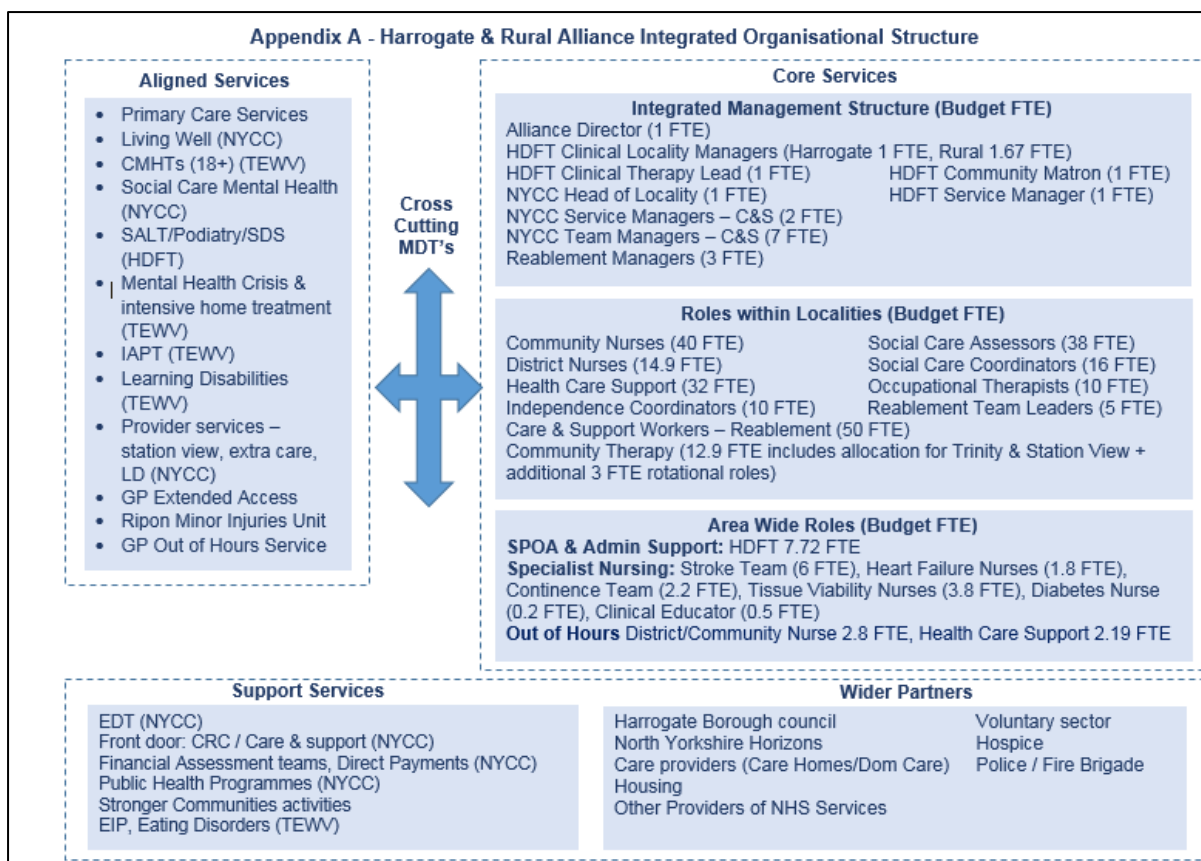 Appendix A - Harrogate & Rural Alliance Integrated Organisational Structure
Aligned Services
• Primary Care Services
• Living Well (NYCC)
• CMHTs (18+) (TEWV)
• Social Care Mental Health
(NYCC)
• SALT/Podiatry/SDS
(HDFT)
• Mental Health Crisis &
intensive home treatment
(TEWV)
• IAPT (TEWV)
• Learning Disabilities
(TEWV)
• Provider services –
station view, extra care,
LD (NYCC)
• GP Extended Access
• Ripon Minor Injuries Unit
• GP Out of Hours Service
Cross
Cutting
MDT's
Core Services
Integrated Management Structure (Budget FTE)
Alliance Director (1 FTE)
HDFT Clinical Locality Managers (Harrogate 1 FTE, Rural 1.67 FTE)
HDFT Clinical Therapy Lead (1 FTE) HDFT Community Matron (1 FTE)
NYCC Head of Locality (1 FTE) HDFT Service Manager (1 FTE)
NYCC Service Managers – C&S (2 FTE)
NYCC Team Managers – C&S (7 FTE)
Reablement Managers (3 FTE)
Roles within Localities (Budget FTE)
Community Nurses (40 FTE) Social Care Assessors (38 FTE)
District Nurses (14.9 FTE) Social Care Coordinators (16 FTE)
Health Care Support (32 FTE) Occupational Therapists (10 FTE)
Independence Coordinators (10 FTE) Reablement Team Leaders (5 FTE)
Care & Support Workers – Reablement (50 FTE)
Community Therapy (12.9 FTE includes allocation for Trinity & Station View +
additional 3 FTE rotational roles)
Area Wide Roles (Budget FTE)
SPOA & Admin Support: HDFT 7.72 FTE
Specialist Nursing: Stroke Team (6 FTE), Heart Failure Nurses (1.8 FTE),
Continence Team (2.2 FTE), Tissue Viability Nurses (3.8 FTE), Diabetes Nurse
(0.2 FTE), Clinical Educator (0.5 FTE)
Out of Hours District/Community Nurse 2.8 FTE, Health Care Support 2.19 FTE
Support Services
EDT (NYCC)
Front door: CRC / Care & support (NYCC)
Financial Assessment teams, Direct Payments (NYCC)
Public Health Programmes (NYCC)
Stronger Communities activities
EIP, Eating Disorders (TEWV)
Wider Partners
Harrogate Borough council Voluntary sector
North Yorkshire Horizons Hospice
Care providers (Care Homes/Dom Care) Police / Fire Brigade
Housing
Other Providers of NHS Services